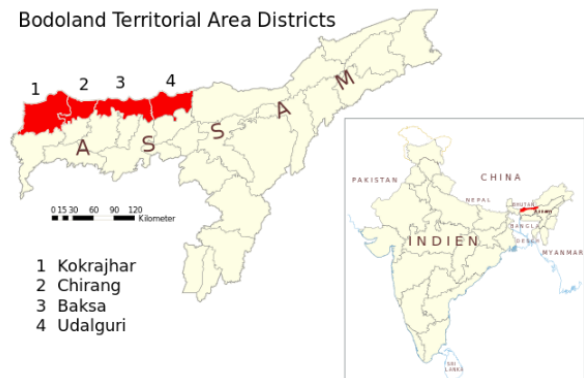 Bodoland Territorial Area Districts
1 2 3 4
ASSAM
0 15 30 60 90 120
Kilometer
1 Kokrajhar
2 Chirang
3 Baksa
4 Udalguri
PAKISTAN
CHINA
NEPAL
BHUTAN
BANGLA
DESH
INDIEN
MYANMAR
SRI
LANKA